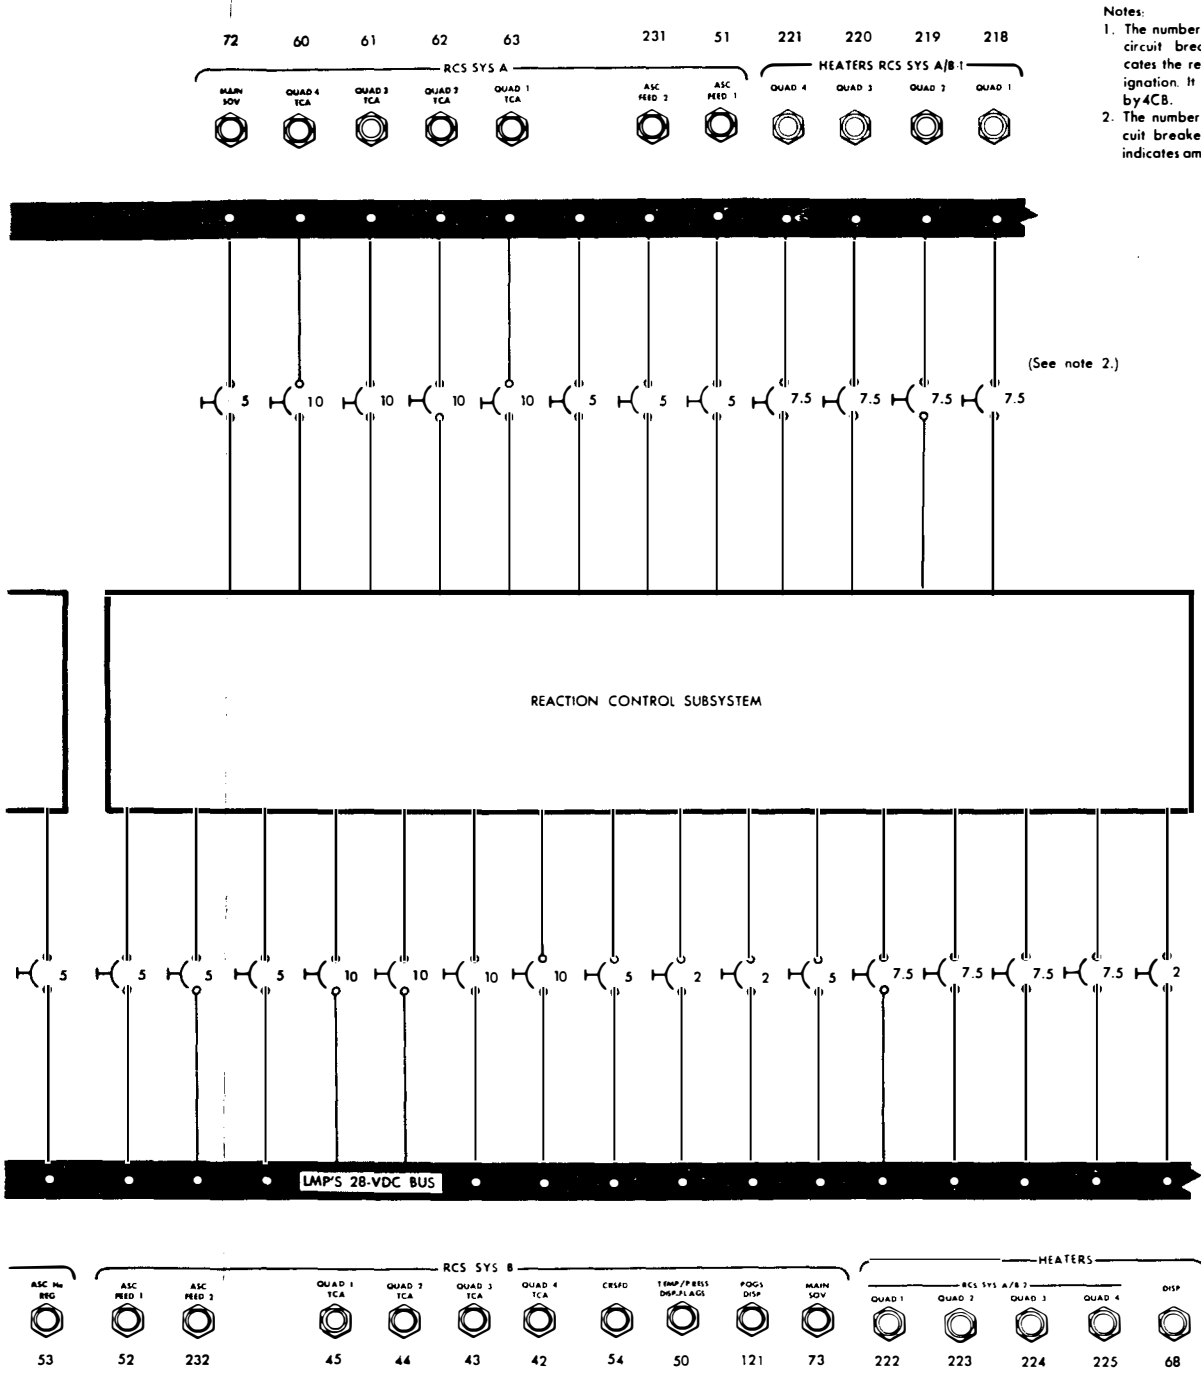 72 60 61 62 63 231 51 221 220 219 218
RCS SYS A HEATERS RCS SYS A/B-1
MAIN SOV
QUAD 4 TCA
QUAD 3 TCA
QUAD 2 TCA
QUAD 1 TCA
ASC FEED 2
ASC FEED 1
QUAD 4
QUAD 3
QUAD 2
QUAD 1
Notes:
1. The number
circuit brec
cates the re
ignation. It
by 4CB.
2. The number
cuit breake
indicates am
(See note 2.)
5 10 10 10 10 5 5 5 7.5 7.5 7.5 7.5
REACTION CONTROL SUBSYSTEM
5 5 5 5 10 10 10 10 5 2 2 5 7.5 7.5 7.5 7.5 2
LMP'S 28-VDC BUS
RCS SYS B HEATERS
RCS SYS A/B 2
ASC He REG
ASC FEED 1
ASC FEED 2
QUAD 1 TCA
QUAD 2 TCA
QUAD 3 TCA
QUAD 4 TCA
CRSFD
TEMP/PRESS DISP.FLAGS
PQGS DISP
MAIN SOV
QUAD 1
QUAD 2
QUAD 3
QUAD 4
DISP
53 52 232 45 44 43 42 54 50 121 73 222 223 224 225 68